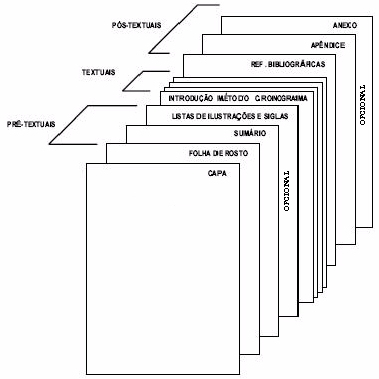 PÓS-TEXTUAIS
ANEXO
APÊNDICE
REF. BIBLIOGRÁFICAS
TEXTUAIS
INTRODUÇÃO MÉTODO CRONOGRAMA
PRÉ-TEXTUAIS
LISTAS DE ILUSTRAÇÕES E SIGLAS
SUMÁRIO
FOLHA DE ROSTO
CAPA
OPCIONAL
OPCIONAL